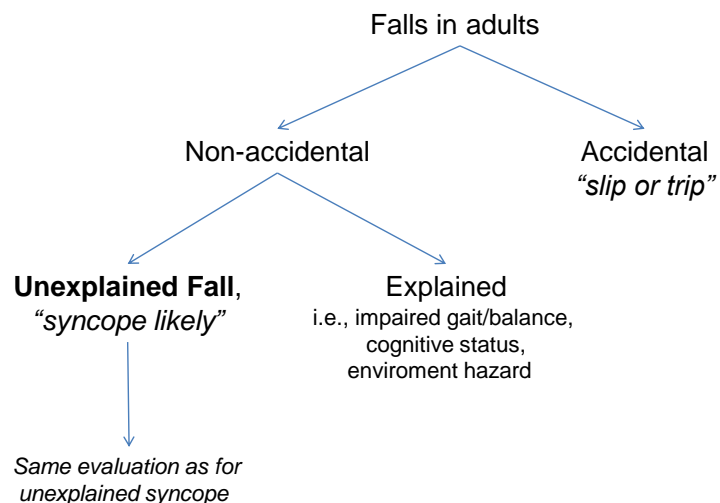 Falls in adults
Non-accidental
Accidental
“slip or trip”
Unexplained Fall,
“syncope likely”
Explained
i.e., impaired gait/balance,
cognitive status,
enviroment hazard
Same evaluation as for
unexplained syncope